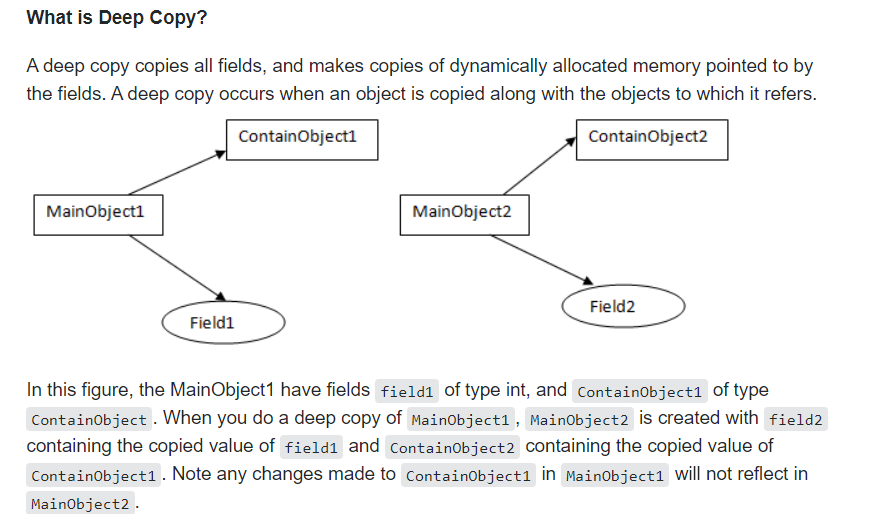 What is Deep Copy?
A deep copy copies all fields, and makes copies of dynamically allocated memory pointed to by
the fields. A deep copy occurs when an object is copied along with the objects to which it refers.
ContainObject1
ContainObject2
MainObject1
MainObject2
Field1
Field2
In this figure, the MainObject1 have fields field1 of type int, and ContainObject1 of type
ContainObject . When you do a deep copy of MainObject1 , MainObject2 is created with field2
containing the copied value of field1 and ContainObject2 containing the copied value of
ContainObject1 . Note any changes made to ContainObject1 in MainObject1 will not reflect in
MainObject2 .